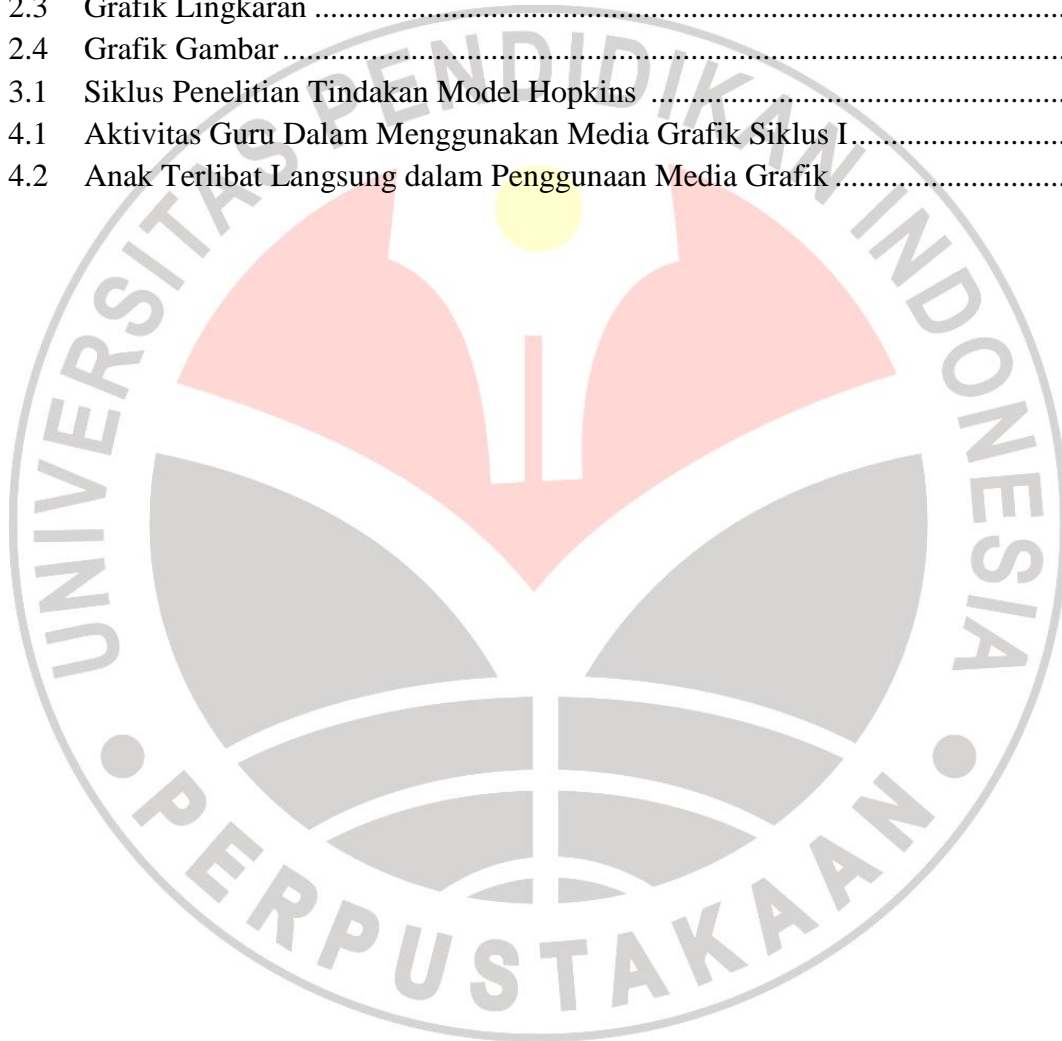 2.3 Grafik Lingkaran ....................................................................................................
2.4 Grafik Gambar ....................................................................................................
3.1 Siklus Penelitian Tindakan Model Hopkins ..................................................
4.1 Aktivitas Guru Dalam Menggunakan Media Grafik Siklus I..........................
4.2 Anak Terlibat Langsung dalam Penggunaan Media Grafik ............................
UNIVERSITAS PENDIDIKAN INDONESIA
PERPUSTAKAAN